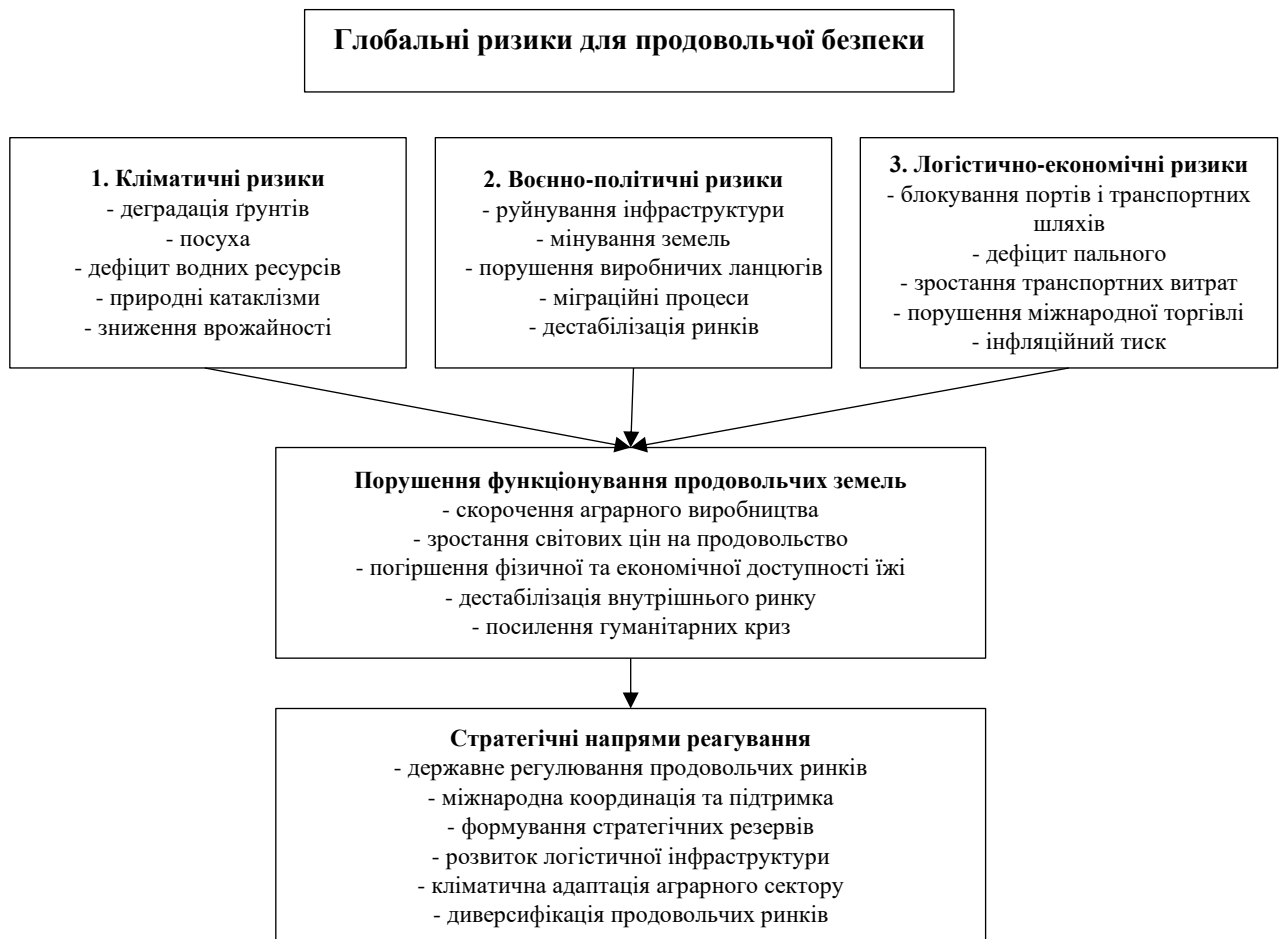 Глобальні ризики для продовольчої безпеки
1. Кліматичні ризики
- деградація ґрунтів
- посуха
- дефіцит водних ресурсів
- природні катаклізми
- зниження врожайності
2. Воєнно-політичні ризики
- руйнування інфраструктури
- мінування земель
- порушення виробничих ланцюгів
- міграційні процеси
- дестабілізація ринків
3. Логістично-економічні ризики
- блокування портів і транспортних
шляхів
- дефіцит пального
- зростання транспортних витрат
- порушення міжнародної торгівлі
- інфляційний тиск
Порушення функціонування продовольчих земель
- скорочення аграрного виробництва
- зростання світових цін на продовольство
- погіршення фізичної та економічної доступності їжі
- дестабілізація внутрішнього ринку
- посилення гуманітарних криз
Стратегічні напрями реагування
- державне регулювання продовольчих ринків
- міжнародна координація та підтримка
- формування стратегічних резервів
- розвиток логістичної інфраструктури
- кліматична адаптація аграрного сектору
- диверсифікація продовольчих ринків